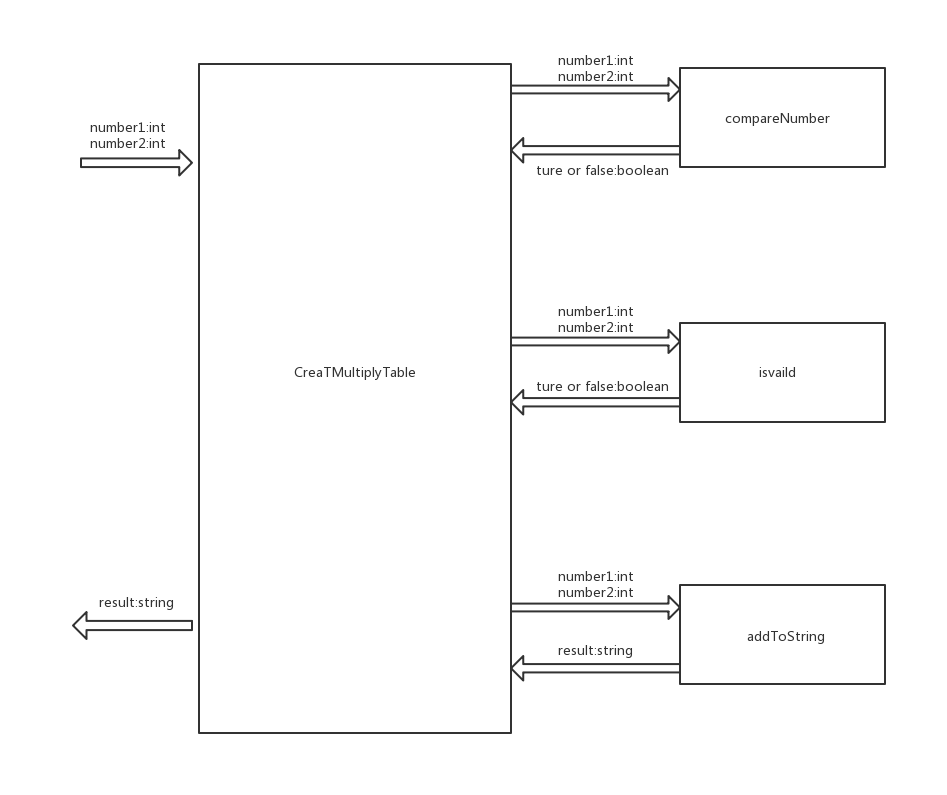 number1:int
number2:int
compareNumber
number1:int
number2:int
ture or false:boolean
number1:int
number2:int
CreaTMultiplyTable
isvaild
ture or false:boolean
number1:int
number2:int
result:string
addToString
result:string